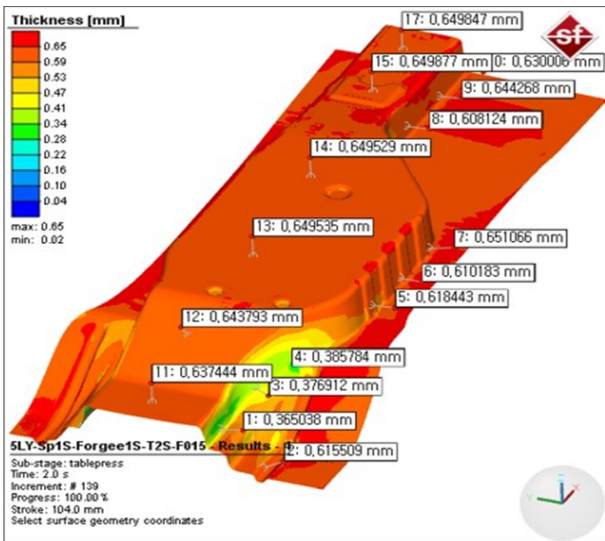 Thickness [mm]
0.65
0.59
0.53
0.47
0.41
0.34
0.28
0.22
0.16
0.10
0.04
max: 0.65
min: 0.02
17: 0,649847 mm
sf
15: 0,649877 mm
0: 0,630006 mm
9: 0,644268 mm
8: 0,608124 mm
14: 0,649529 mm
13: 0,649535 mm
7: 0,651066 mm
6: 0,610183 mm
5: 0,618443 mm
12: 0,643793 mm
4: 0,385784 mm
11: 0,637444 mm
3: 0,376912 mm
1: 0,365038 mm
2: 0,615509 mm
5LY-Sp1S-Forgee1S-T2S-F015 - Results -
Sub-stage: tablepress
Time: 2.0 s
Increment: # 139
Progress: 100.00%
Stroke: 104.0 mm
Select surface geometry coordinates